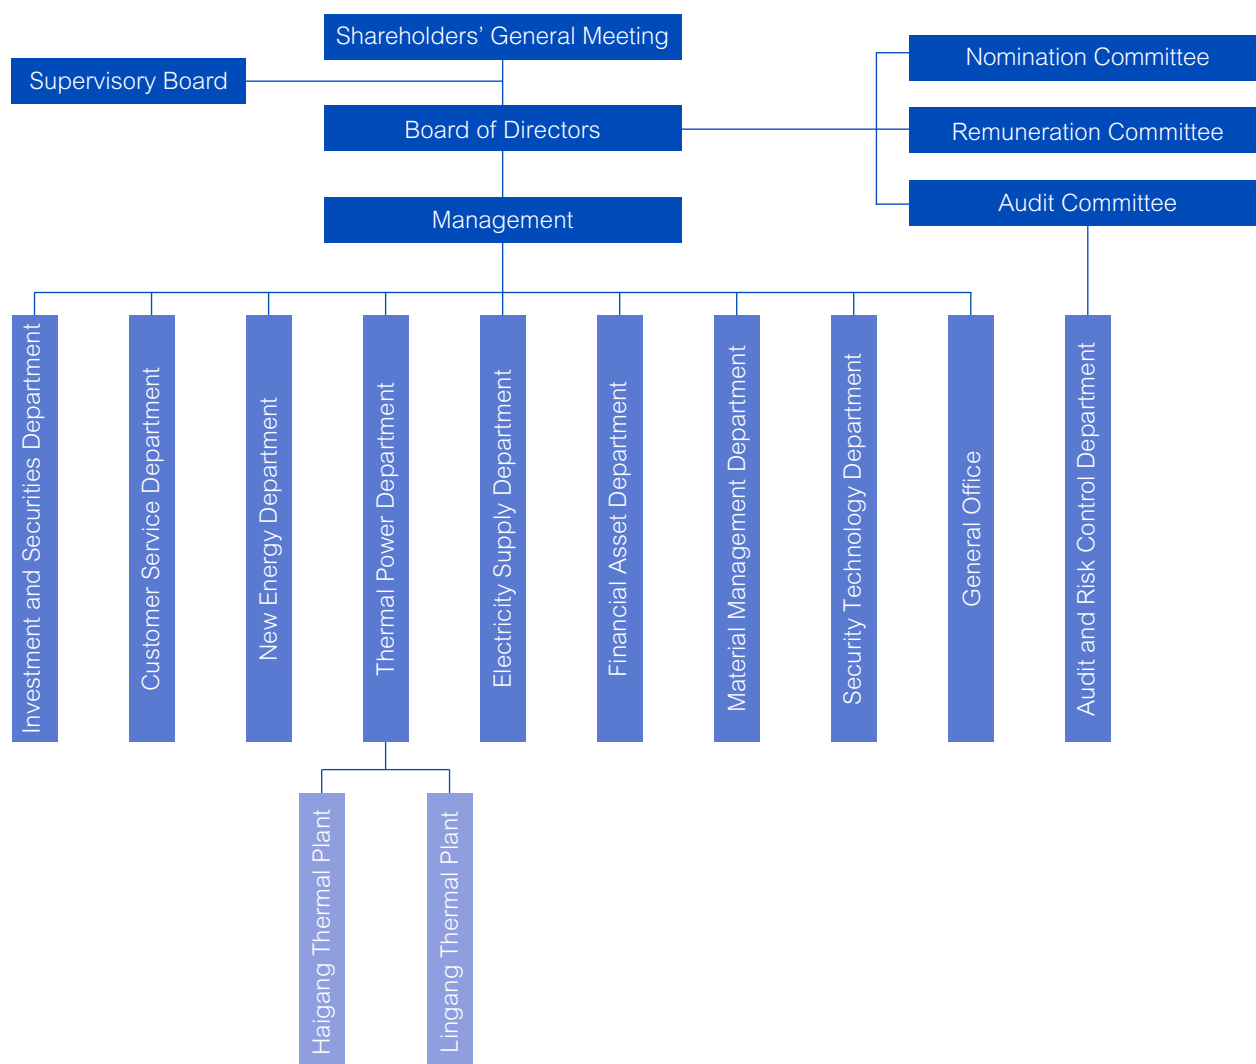 Shareholders’ General Meeting
Nomination Committee
Supervisory Board
Board of Directors
Remuneration Committee
Audit Committee
Management
Investment and Securities Department
Customer Service Department
New Energy Department
Thermal Power Department
Electricity Supply Department
Financial Asset Department
Material Management Department
Security Technology Department
General Office
Audit and Risk Control Department
Haigang Thermal Plant
Lingang Thermal Plant